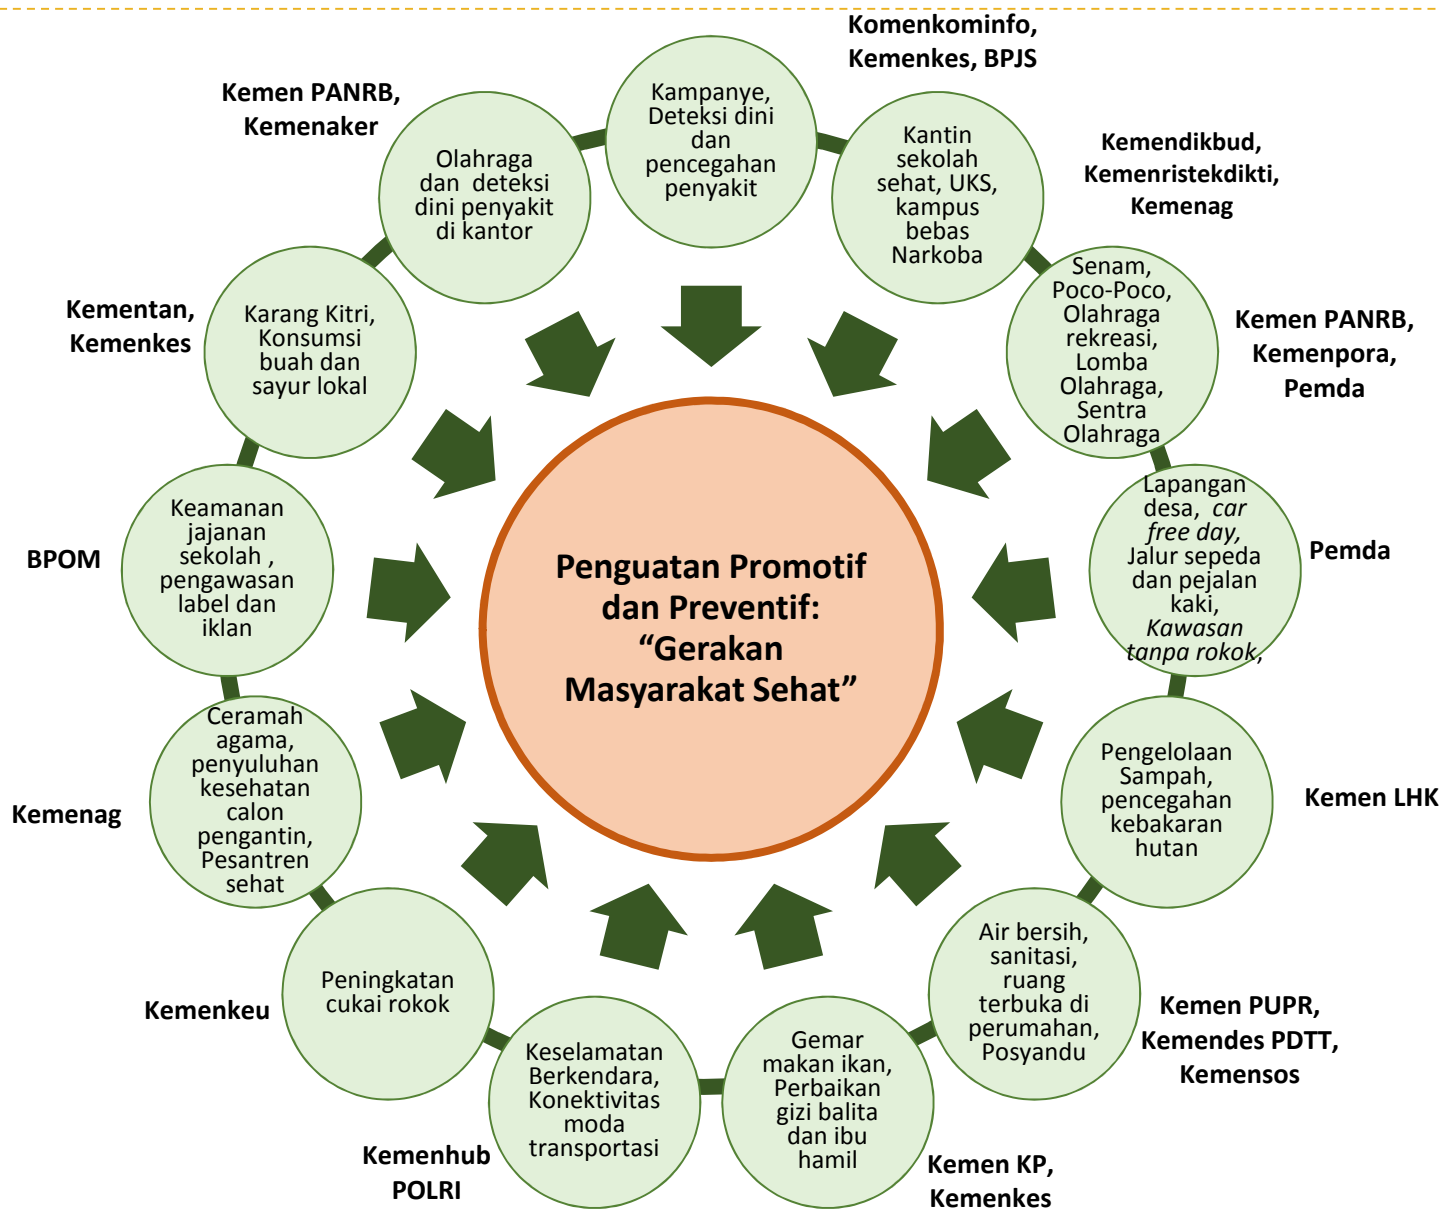 Komenkominfo,
Kemenkes, BPJS
Kampanye,
Deteksi dini
dan
pencegahan
penyakit
Kemendikbud,
Kemenristekdikti,
Kemenag
Kantin
sekolah
sehat, UKS,
kampus
bebas
Narkoba
Kemen PANRB,
Kemenpora,
Pemda
Senam,
Poco-Poco,
Olahraga
rekreasi,
Lomba
Olahraga,
Sentra
Olahraga
Pemda
Lapangan
desa, car
free day,
Jalur sepeda
dan pejalan
kaki,
Kawasan
tanpa rokok,
Kemen LHK
Pengelolaan
Sampah,
pencegahan
kebakaran
hutan
Kemen PUPR,
Kemendes PDTT,
Kemensos
Air bersih,
sanitasi,
ruang
terbuka di
perumahan,
Posyandu
Kemen KP,
Kemenkes
Gemar
makan ikan,
Perbaikan
gizi balita
dan ibu
hamil
Kemenhub
POLRI
Keselamatan
Berkendara,
Konektivitas
moda
transportasi
Kemenkeu
Peningkatan
cukai rokok
Kemenag
Ceramah
agama,
penyuluhan
kesehatan
calon
pengantin,
Pesantren
sehat
BPOM
Keamanan
jajanan
sekolah ,
pengawasan
label dan
iklan
Kementan,
Kemenkes
Karang Kitri,
Konsumsi
buah dan
sayur lokal
Kemen PANRB,
Kemenaker
Olahraga
dan deteksi
dini penyakit
di kantor
Penguatan Promotif
dan Preventif:
“Gerakan
Masyarakat Sehat”